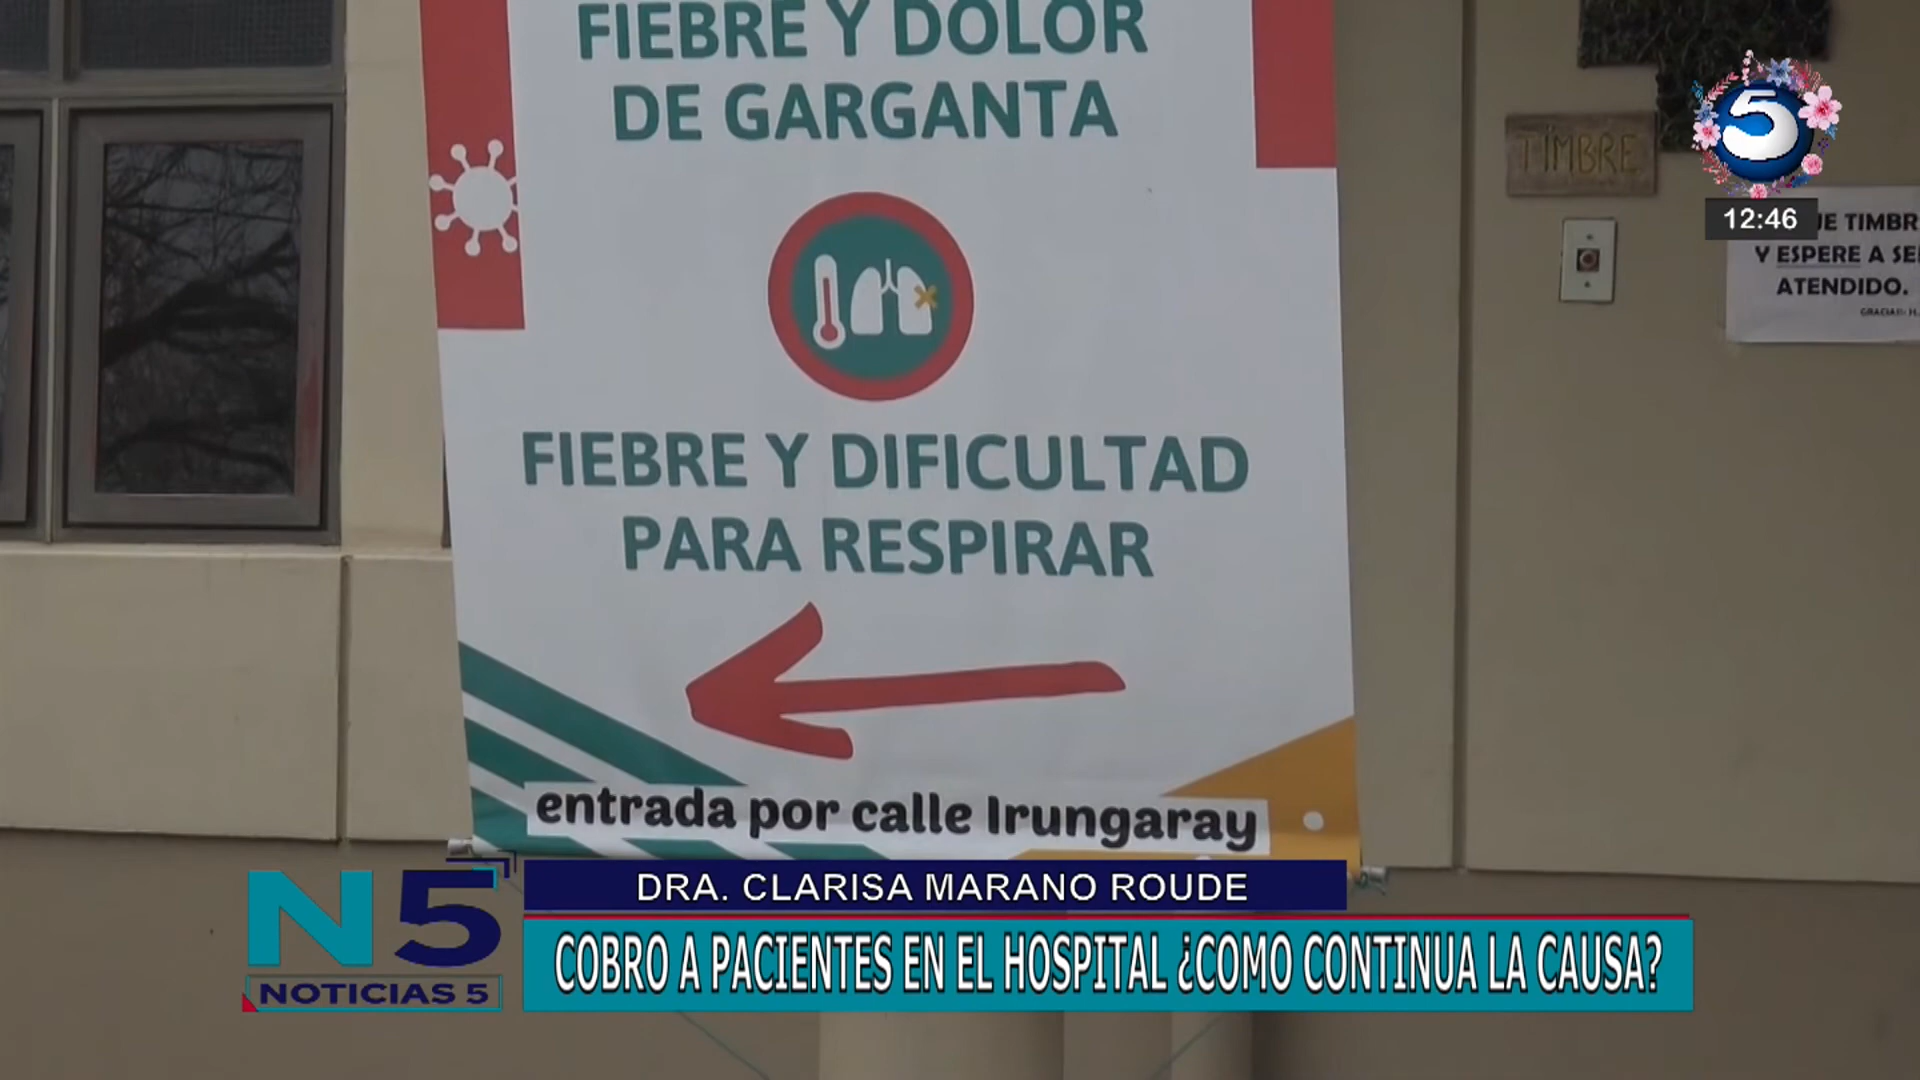 FIEBRE Y DOLOR
DE GARGANTA
FIEBRE Y DIFICULTAD
PARA RESPIRAR
entrada por calle Irungaray
TIMBRE
5
12:46
TIMBR
Y ESPERE A SE
ATENDIDO.
N5
NOTICIAS 5
DRA. CLARISA MARANO ROUDE
COBRO A PACIENTES EN EL HOSPITAL ¿COMO CONTINUA LA CAUSA?